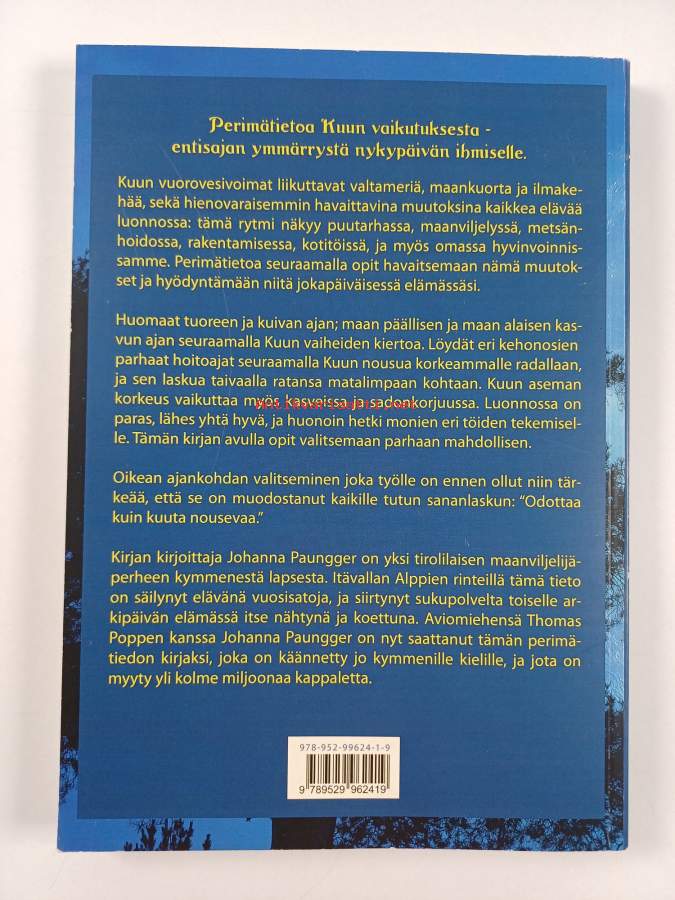 Perimätietoa Kuun vaikutuksesta -
entisajan ymmärrystä nykypäivän ihmiselle.
Kuun vuorovesivoimat liikuttavat valtameriä, maankuorta ja ilmake-
hää, sekä hienovaraisemmin havaittavina muutoksina kaikkea elävää
luonnossa: tämä rytmi näkyy puutarhassa, maanviljelyssä, metsän-
hoidossa, rakentamisessa, kotitöissä, ja myös omassa hyvinvoinnis-
samme. Perimätietoa seuraamalla opit havaitsemaan nämä muutok-
set ja hyödyntämään niitä jokapäiväisessä elämässäsi.
Huomaat tuoreen ja kuivan ajan; maan päällisen ja maan alaisen kas-
vun ajan seuraamalla Kuun vaiheiden kiertoa. Löydät eri kehonosien
parhaat hoitoajat seuraamalla Kuun nousua korkeammalle radallaan,
ja sen laskua taivaalla ratansa matalimpaan kohtaan. Kuun aseman
korkeus vaikuttaa myös kasveissa ja sadonkorjuussa. Luonnossa on
paras, lähes yhtä hyvä, ja huonoin hetki monien eri töiden tekemisel-
le. Tämän kirjan avulla opit valitsemaan parhaan mahdollisen.
Oikean ajankohdan valitseminen joka työlle on ennen ollut niin tär-
keää, että se on muodostanut kaikille tutun sananlaskun: “Odottaa
kuin kuuta nousevaa.”
Kirjan kirjoittaja Johanna Paungger on yksi tirolilaisen maanviljelijä-
perheen kymmenestä lapsesta. Itävallan Alppien rinteillä tämä tieto
on säilynyt elävänä vuosisatoja, ja siirtynyt sukupolvelta toiselle ar-
kipäivän elämässä itse nähtynä ja koettuna. Aviomiehensä Thomas
Poppen kanssa Johanna Paungger on nyt saattanut tämän perimä-
tiedon kirjaksi, joka on käännetty jo kymmenille kielille, ja jota on
myyty yli kolme miljoonaa kappaletta.
978-952-99624-1-9
9 789529 962419